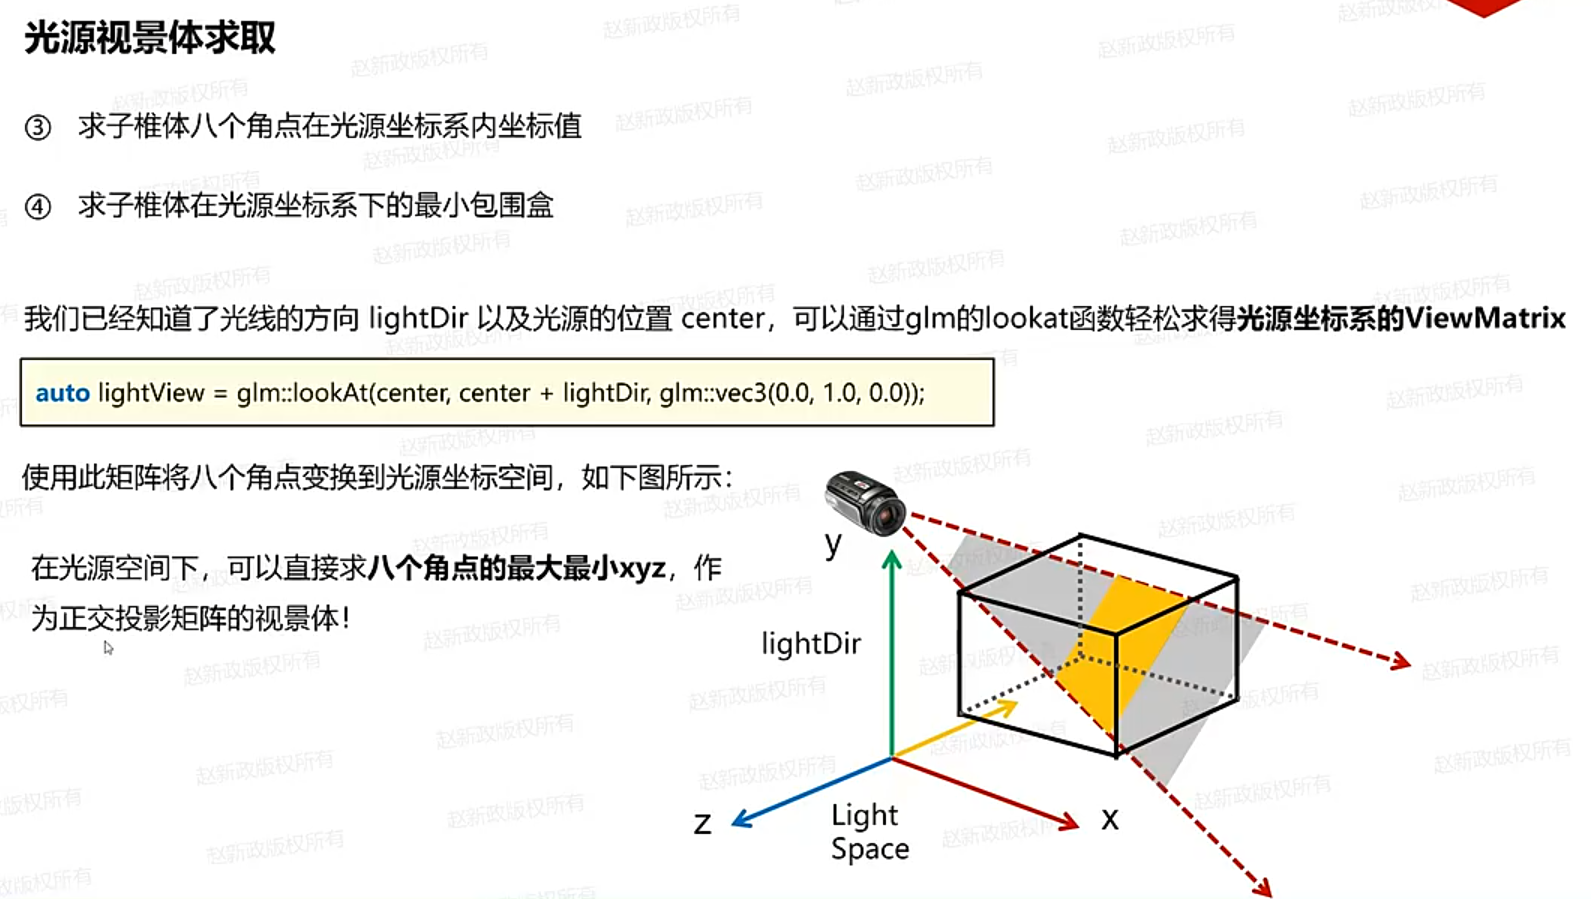 光源视景体求取
③ 求子椎体八个角点在光源坐标系内坐标值
④ 求子椎体在光源坐标系下的最小包围盒
我们已经知道了光线的方向 lightDir 以及光源的位置 center，可以通过glm的lookat函数轻松求得光源坐标系的ViewMatrix
auto lightView = glm::lookAt(center, center + lightDir, glm::vec3(0.0, 1.0, 0.0));
使用此矩阵将八个角点变换到光源坐标空间，如下图所示：
在光源空间下，可以直接求八个角点的最大最小xyz，作
为正交投影矩阵的视景体！
y
lightDir
z
Light
Space
x
赵新政版权所有